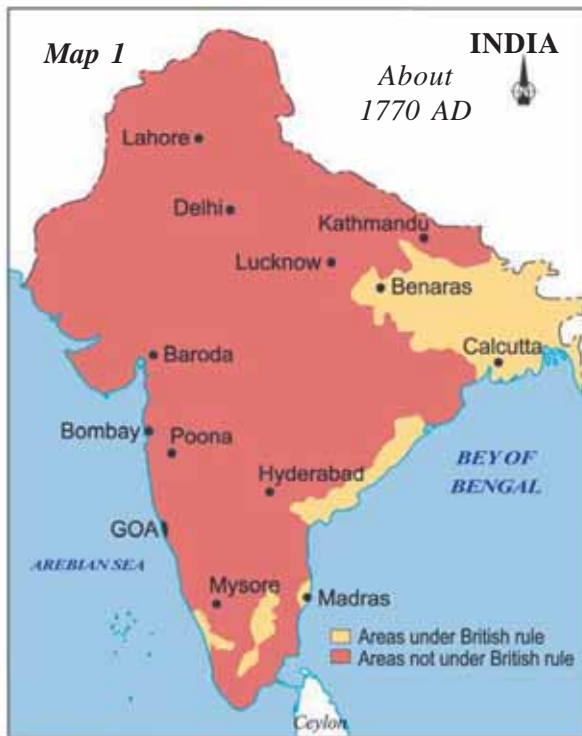 Map 1
INDIA
About
1770 AD
N
Lahore
Delhi
Kathmandu
Lucknow
Benaras
Baroda
Calcutta
Bombay
Poona
Hyderabad
BEY OF
BENGAL
GOA
AREBIAN SEA
Mysore
Madras
Areas under British rule
Areas not under British rule
Ceylon